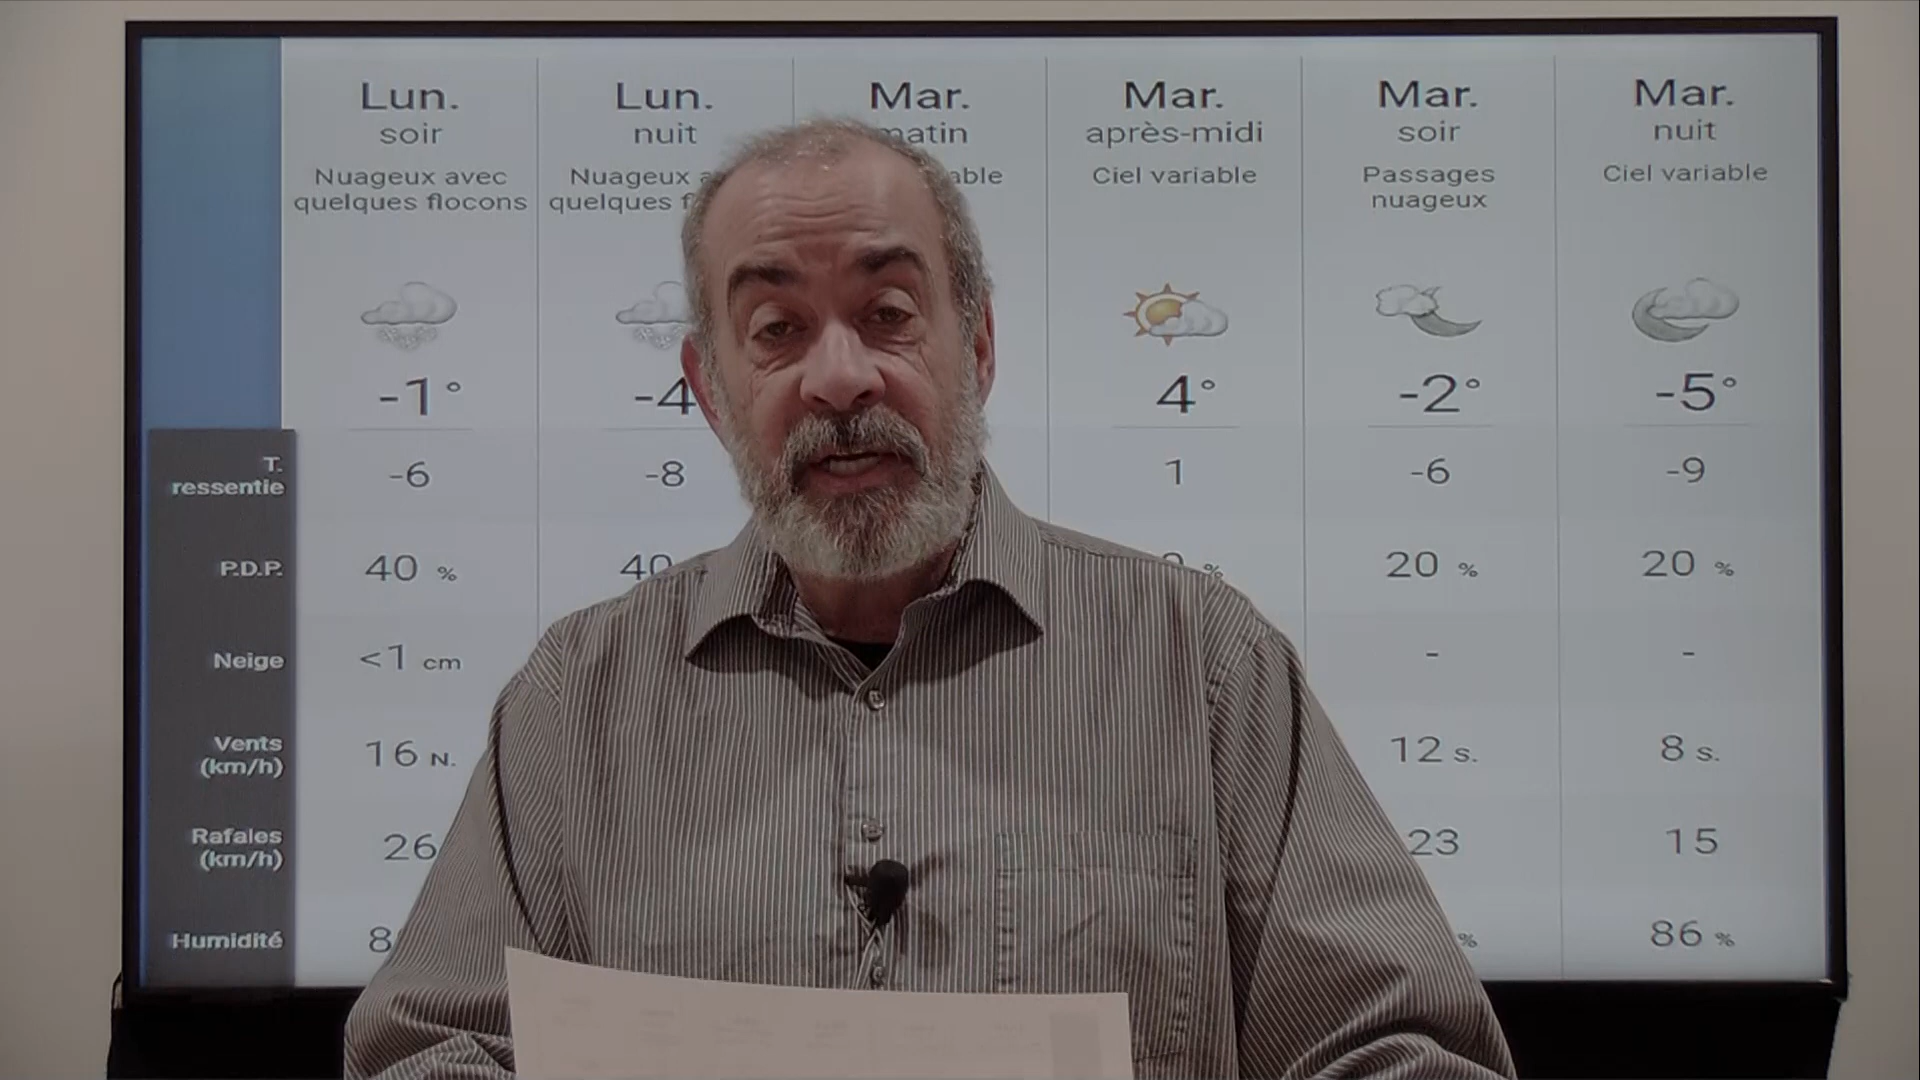 Lun.
Lun.
Mar.
Mar.
Mar.
Mar.
soir
nuit
après-midi
soir
nuit
Nuageux avec
quelques flocons
Nuageux
quelques
Ciel variable
Passages
nuageux
Ciel variable
-1°
-4
4°
-2°
-5°
T.
ressentie
-6
-8
1
-6
-9
P.D.P.
40 %
40
%
20 %
20 %
Neige
<1 cm
-
-
Vents
(km/h)
16 N.
12 S.
8 S.
Rafales
(km/h)
26
23
15
Humidité
%
86 %